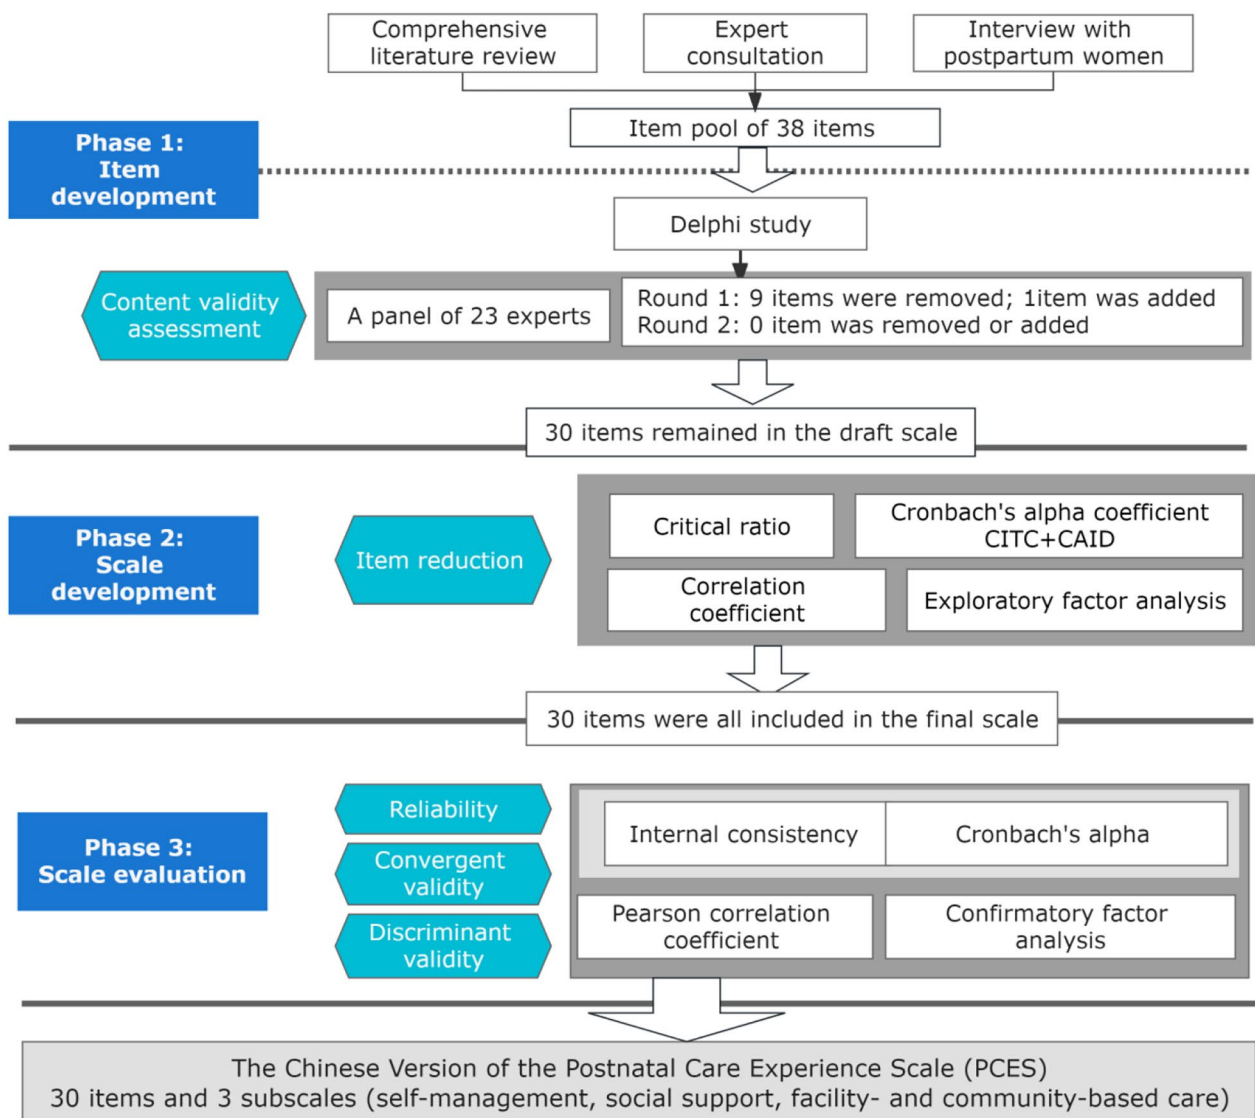 Comprehensive
literature review
Expert
consultation
Interview with
postpartum women
Item pool of 38 items
Phase 1:
Item
development
Delphi study
Content validity
assessment
A panel of 23 experts
Round 1: 9 items were removed; 1item was added
Round 2: 0 item was removed or added
30 items remained in the draft scale
Phase 2:
Scale
development
Item reduction
Critical ratio
Cronbach's alpha coefficient
CITC+CAID
Correlation
coefficient
Exploratory factor analysis
30 items were all included in the final scale
Phase 3:
Scale evaluation
Reliability
Convergent
validity
Discriminant
validity
Internal consistency
Cronbach's alpha
Pearson correlation
coefficient
Confirmatory factor
analysis
The Chinese Version of the Postnatal Care Experience Scale (PCES)
30 items and 3 subscales (self-management, social support, facility- and community-based care)